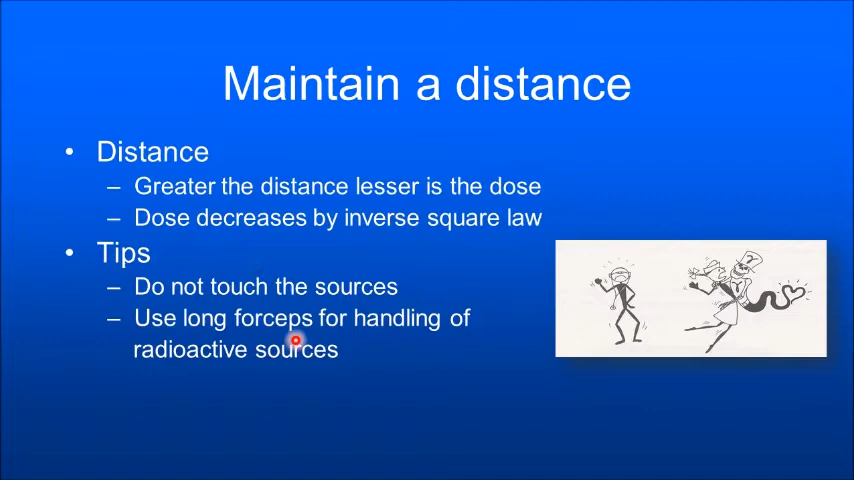 Maintain a distance
• Distance
– Greater the distance lesser is the dose
– Dose decreases by inverse square law
• Tips
– Do not touch the sources
– Use long forceps for handling of
radioactive sources